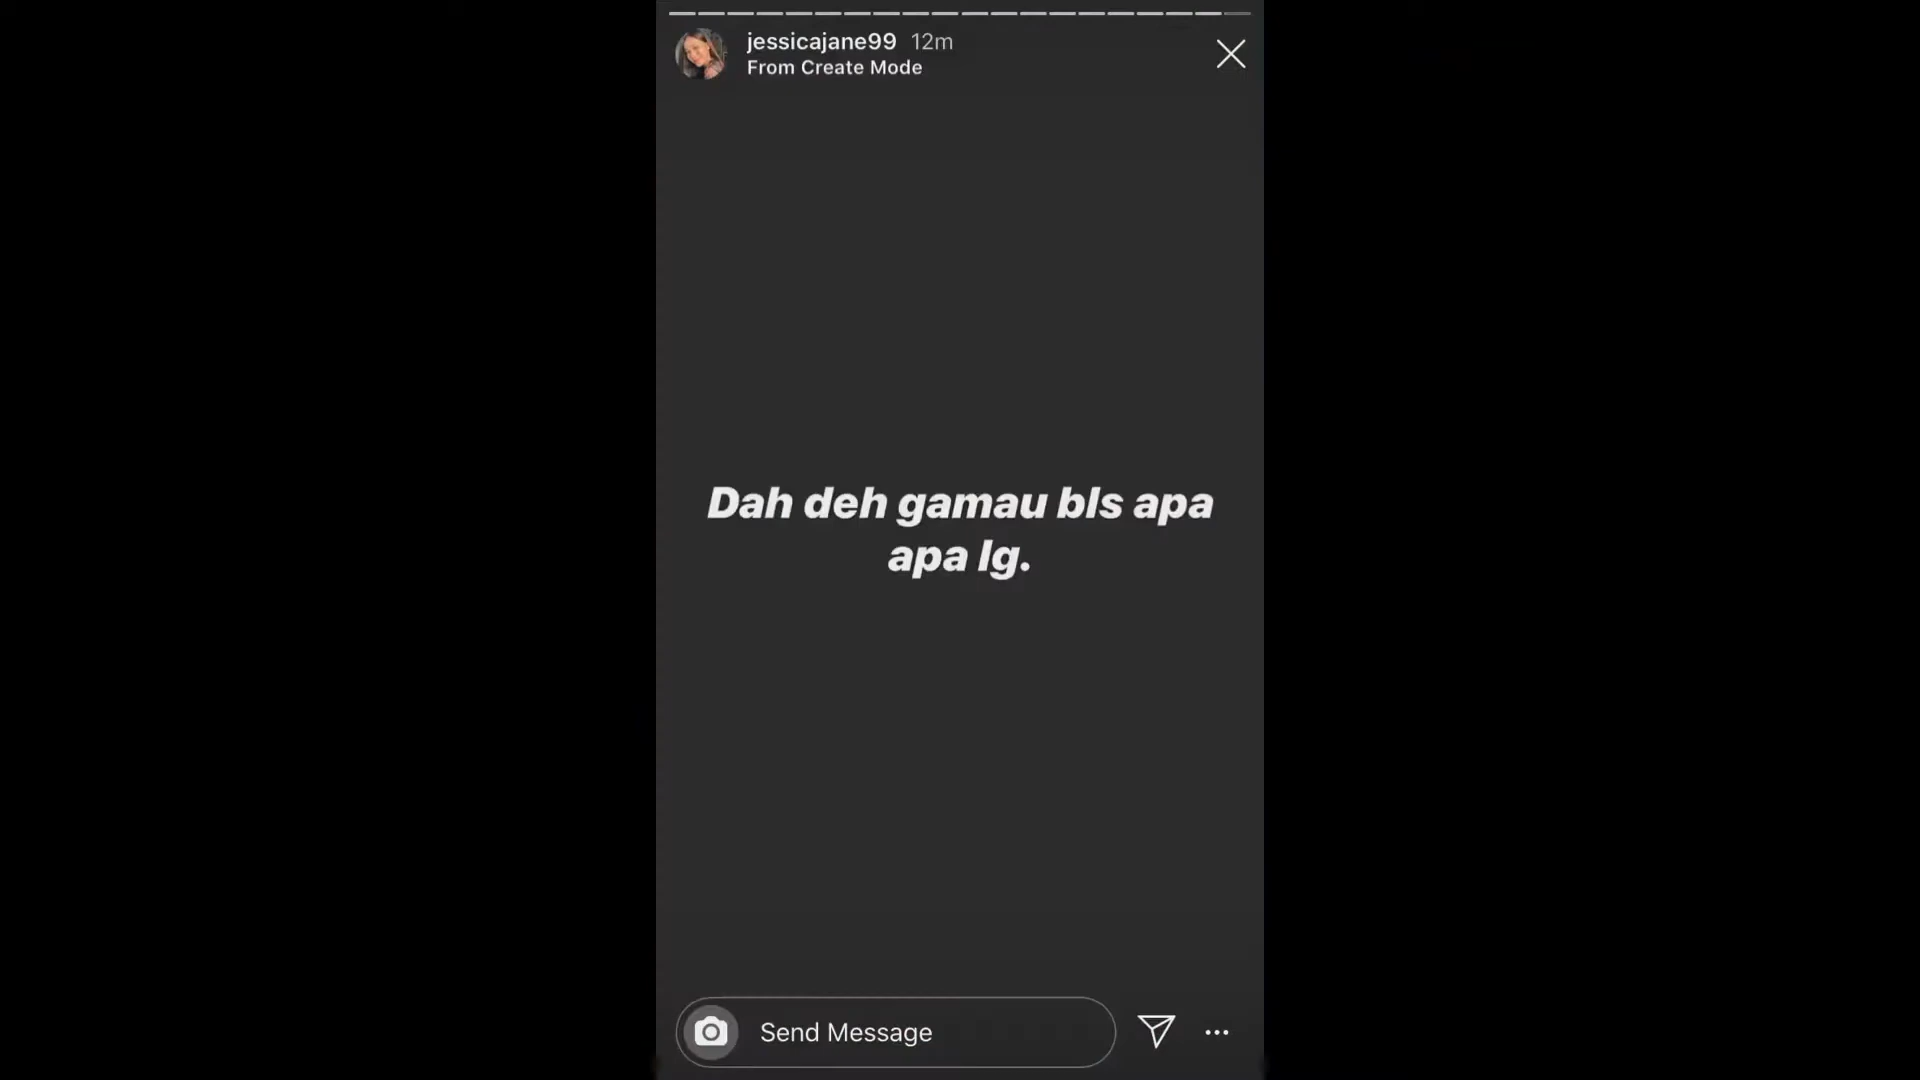 jessicajane99 12m
From Create Mode
Dah deh gamau bls apa
apa lg.
Send Message